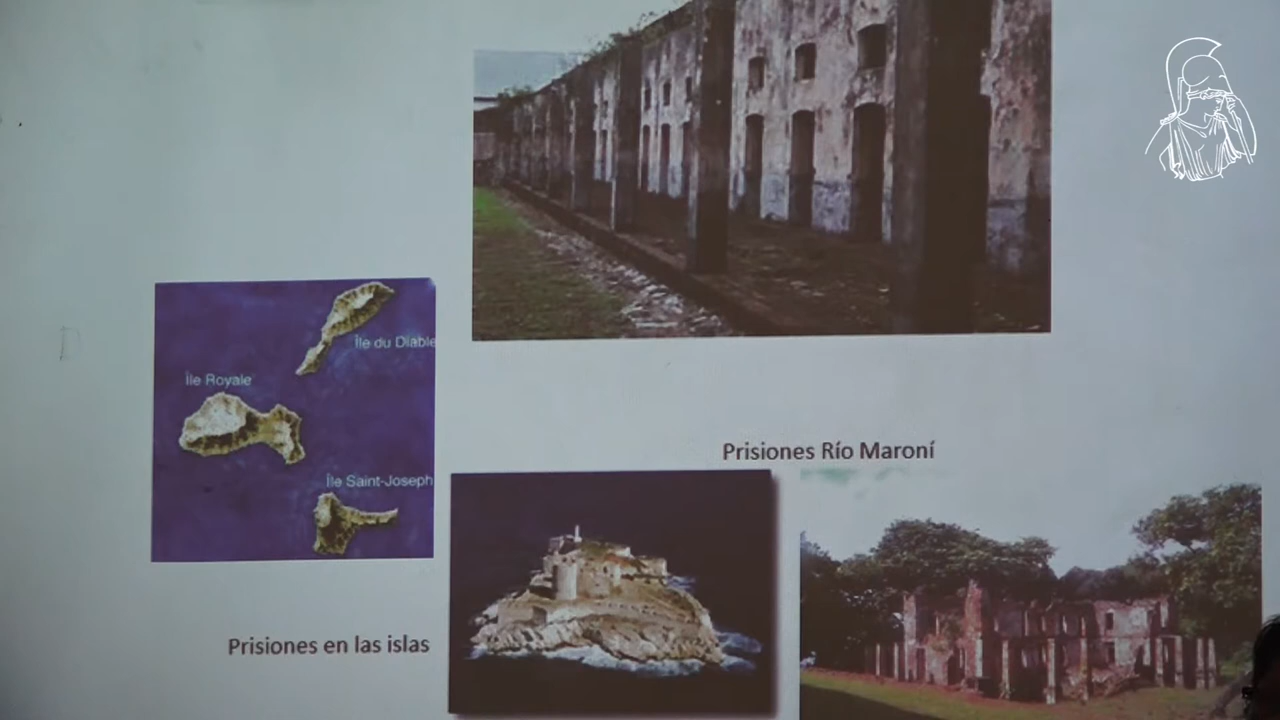 Île du Diable
Île Royale
Prisiones Río Maroní
Île Saint-Joseph
Prisiones en las islas